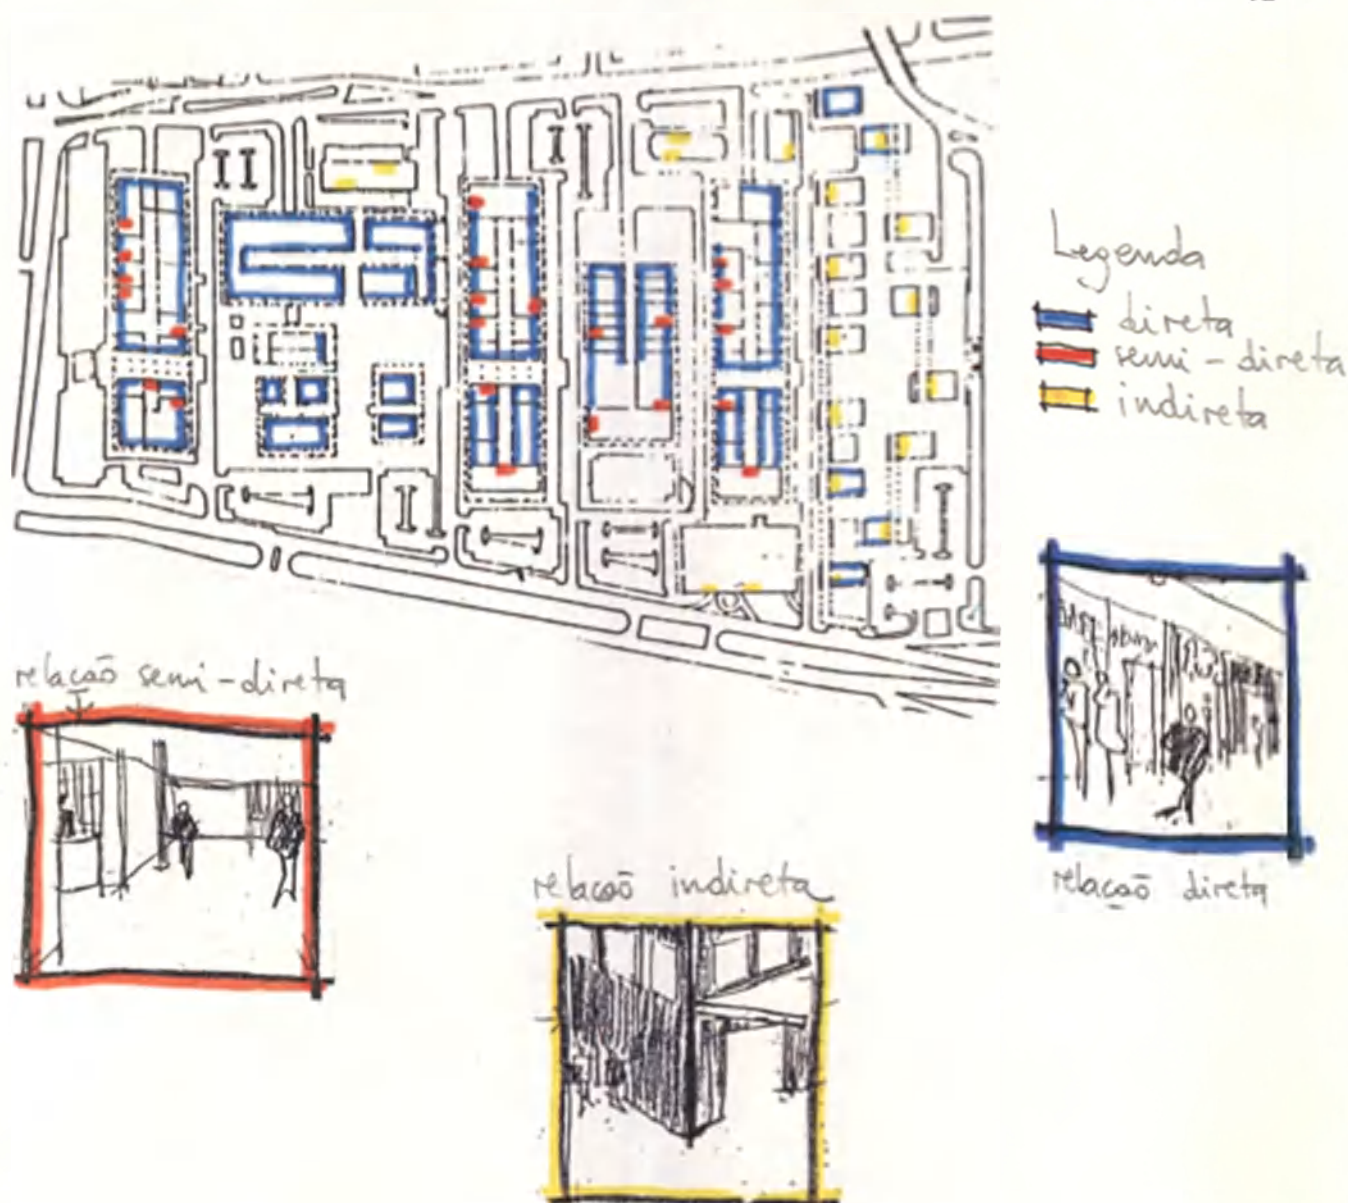 Legenda
direta
semi-direta
indireta
relação semi-direta
relação indireta
relação direta